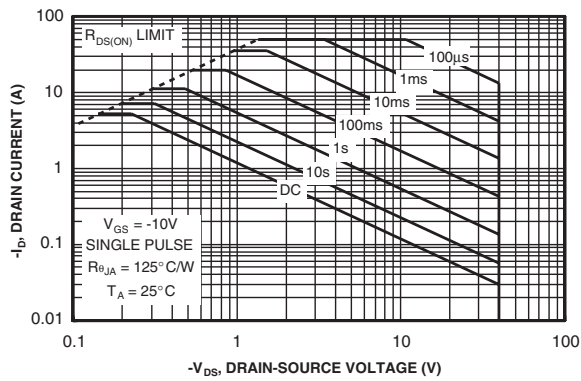 100
10
1
0.1
0.01
-I_D, DRAIN CURRENT (A)
R_DS(ON) LIMIT
100µs
1ms
10ms
100ms
1s
10s
DC
V_GS = -10V
SINGLE PULSE
R_θJA = 125°C/W
T_A = 25°C
0.1
1
10
100
-V_DS, DRAIN-SOURCE VOLTAGE (V)